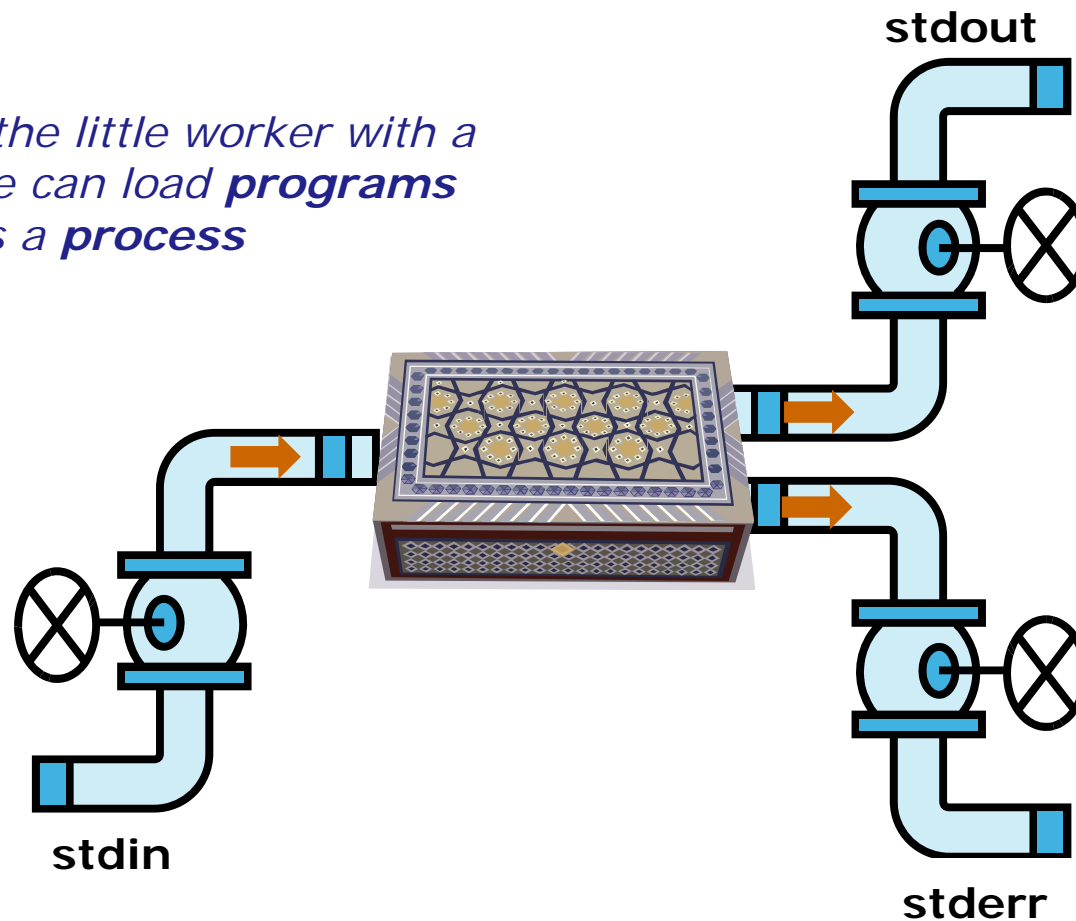 stdout
the little worker with a
e can load programs
s a process
stdin
stderr